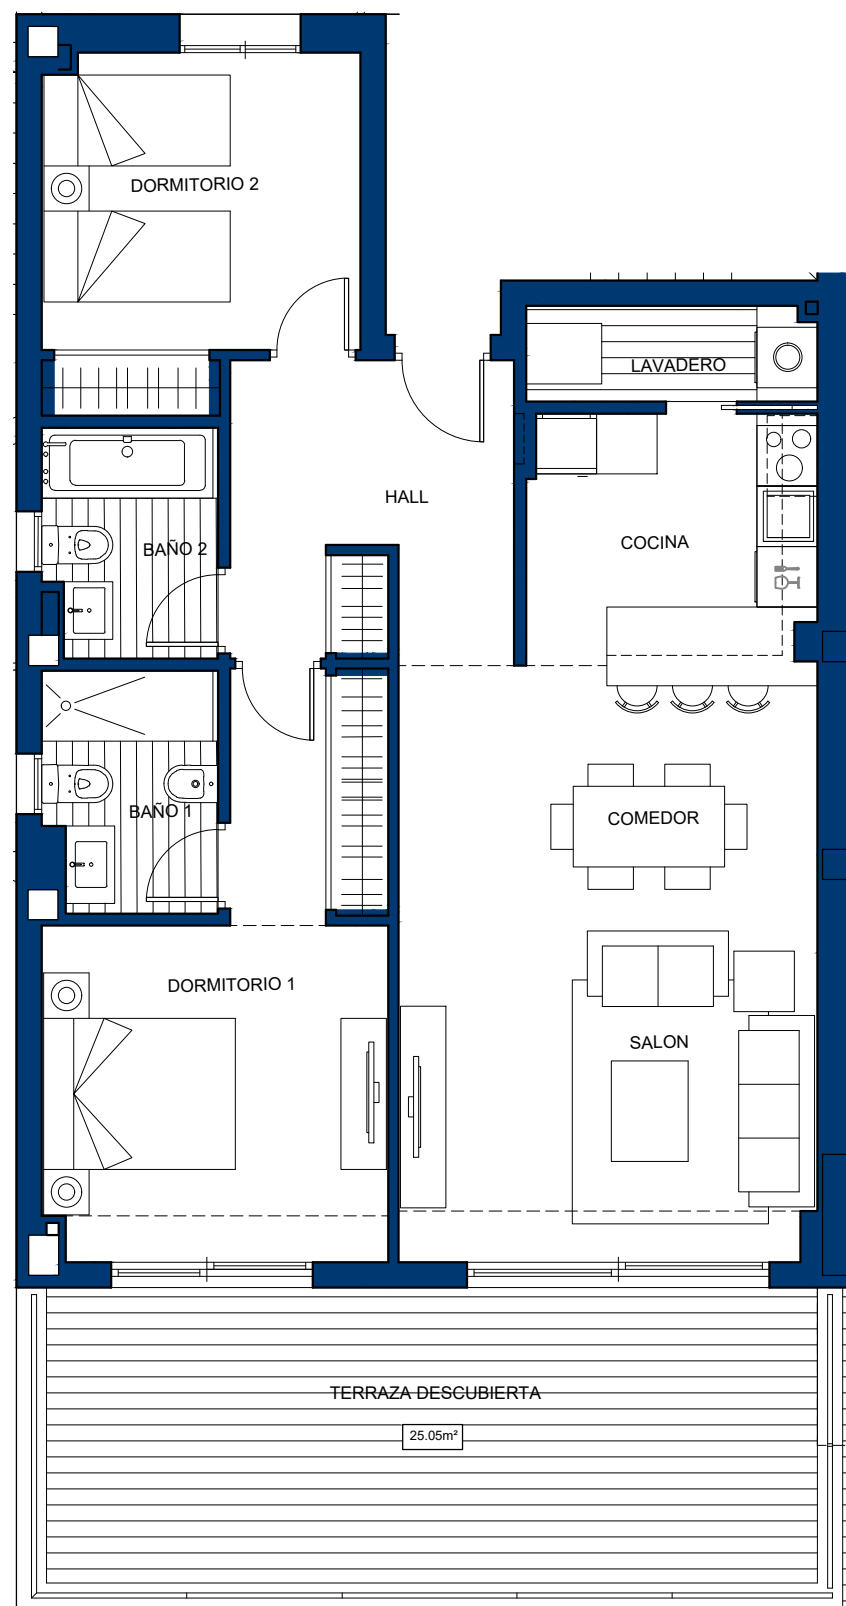 DORMITORIO 2
LAVADERO
HALL
COCINA
BAÑO 2
BAÑO 1
COMEDOR
DORMITORIO 1
SALON
TERRAZA DESCUBIERTA
25.05m²